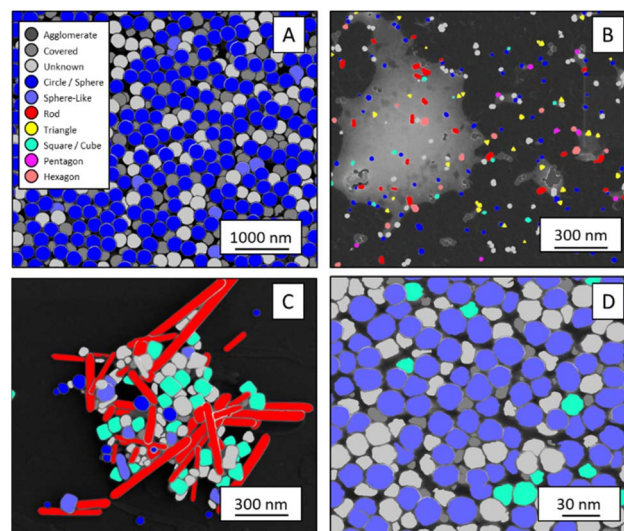 A
Agglomerate
Covered
Unknown
Circle / Sphere
Sphere-Like
Rod
Triangle
Square / Cube
Pentagon
Hexagon
1000 nm
B
300 nm
C
300 nm
D
30 nm